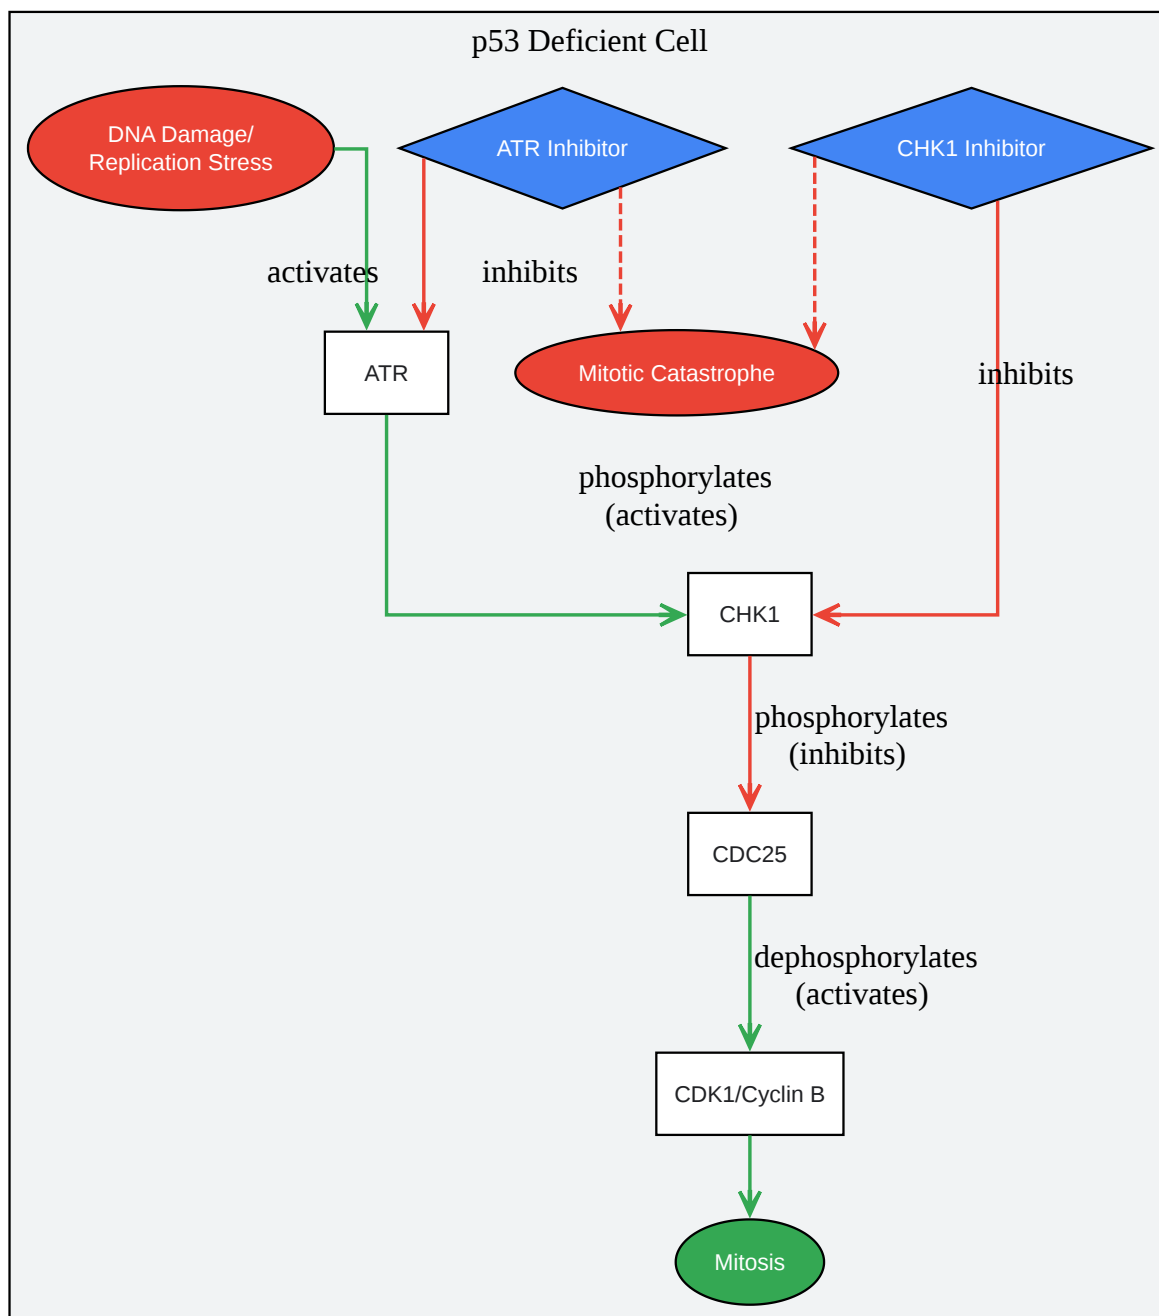 p53 Deficient Cell
DNA Damage/
Replication Stress
ATR Inhibitor
CHK1 Inhibitor
activates
inhibits
ATR
Mitotic Catastrophe
inhibits
phosphorylates
(activates)
CHK1
phosphorylates
(inhibits)
CDC25
dephosphorylates
(activates)
CDK1/Cyclin B
Mitosis